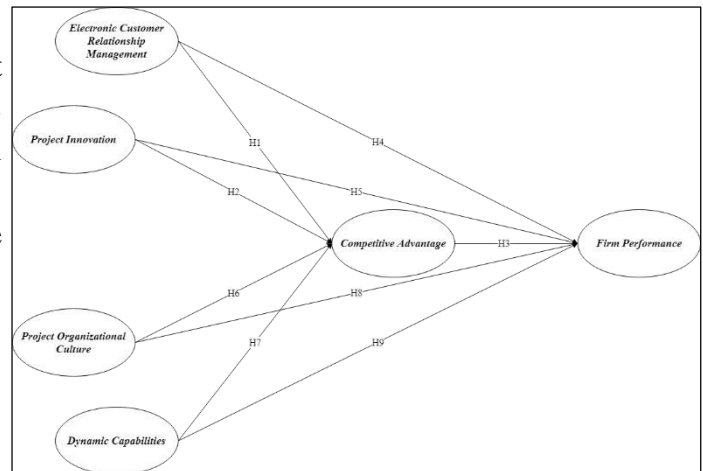 Electronic Customer
Relationship
Management
Project Innovation
H1
H4
H2
H5
Competitive Advantage
H3
Firm Performance
H6
H8
Project Organizational
Culture
H7
H9
Dynamic Capabilities